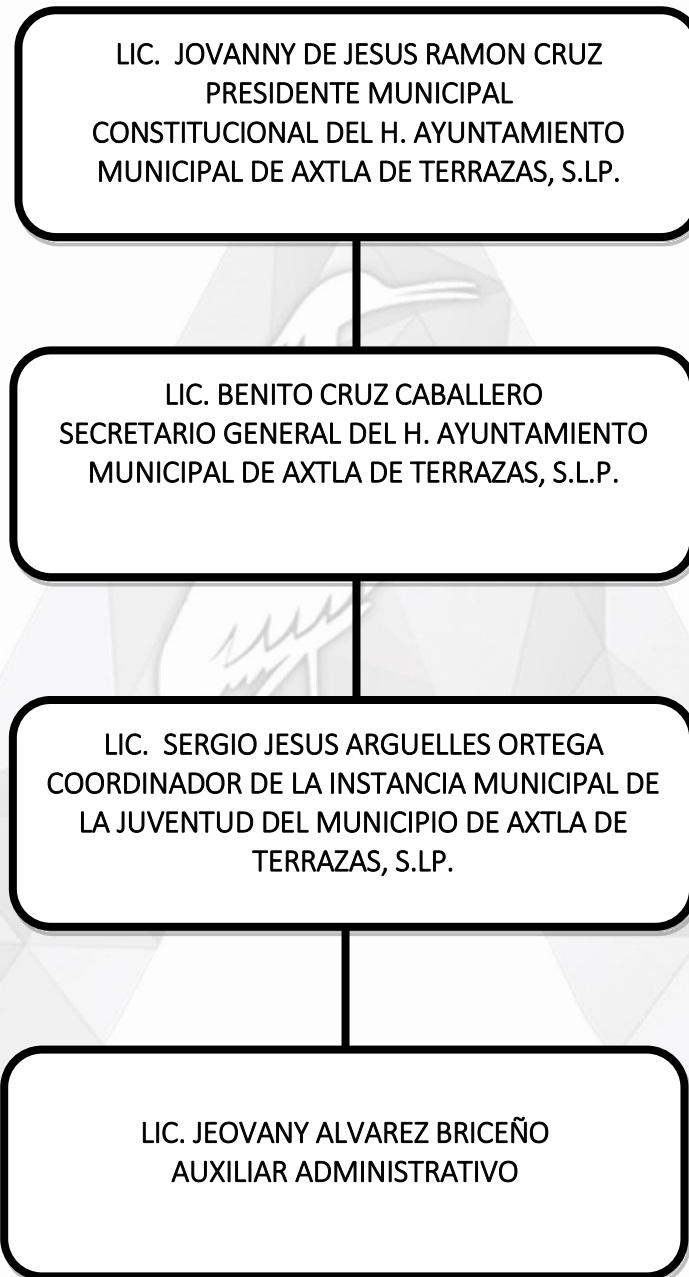 LIC. JOVANNY DE JESUS RAMON CRUZ
PRESIDENTE MUNICIPAL
CONSTITUCIONAL DEL H. AYUNTAMIENTO
MUNICIPAL DE AXTLA DE TERRAZAS, S.LP.
LIC. BENITO CRUZ CABALLERO
SECRETARIO GENERAL DEL H. AYUNTAMIENTO
MUNICIPAL DE AXTLA DE TERRAZAS, S.L.P.
LIC. SERGIO JESUS ARGUELLES ORTEGA
COORDINADOR DE LA INSTANCIA MUNICIPAL DE
LA JUVENTUD DEL MUNICIPIO DE AXTLA DE
TERRAZAS, S.LP.
LIC. JEOVANY ALVAREZ BRICEÑO
AUXILIAR ADMINISTRATIVO